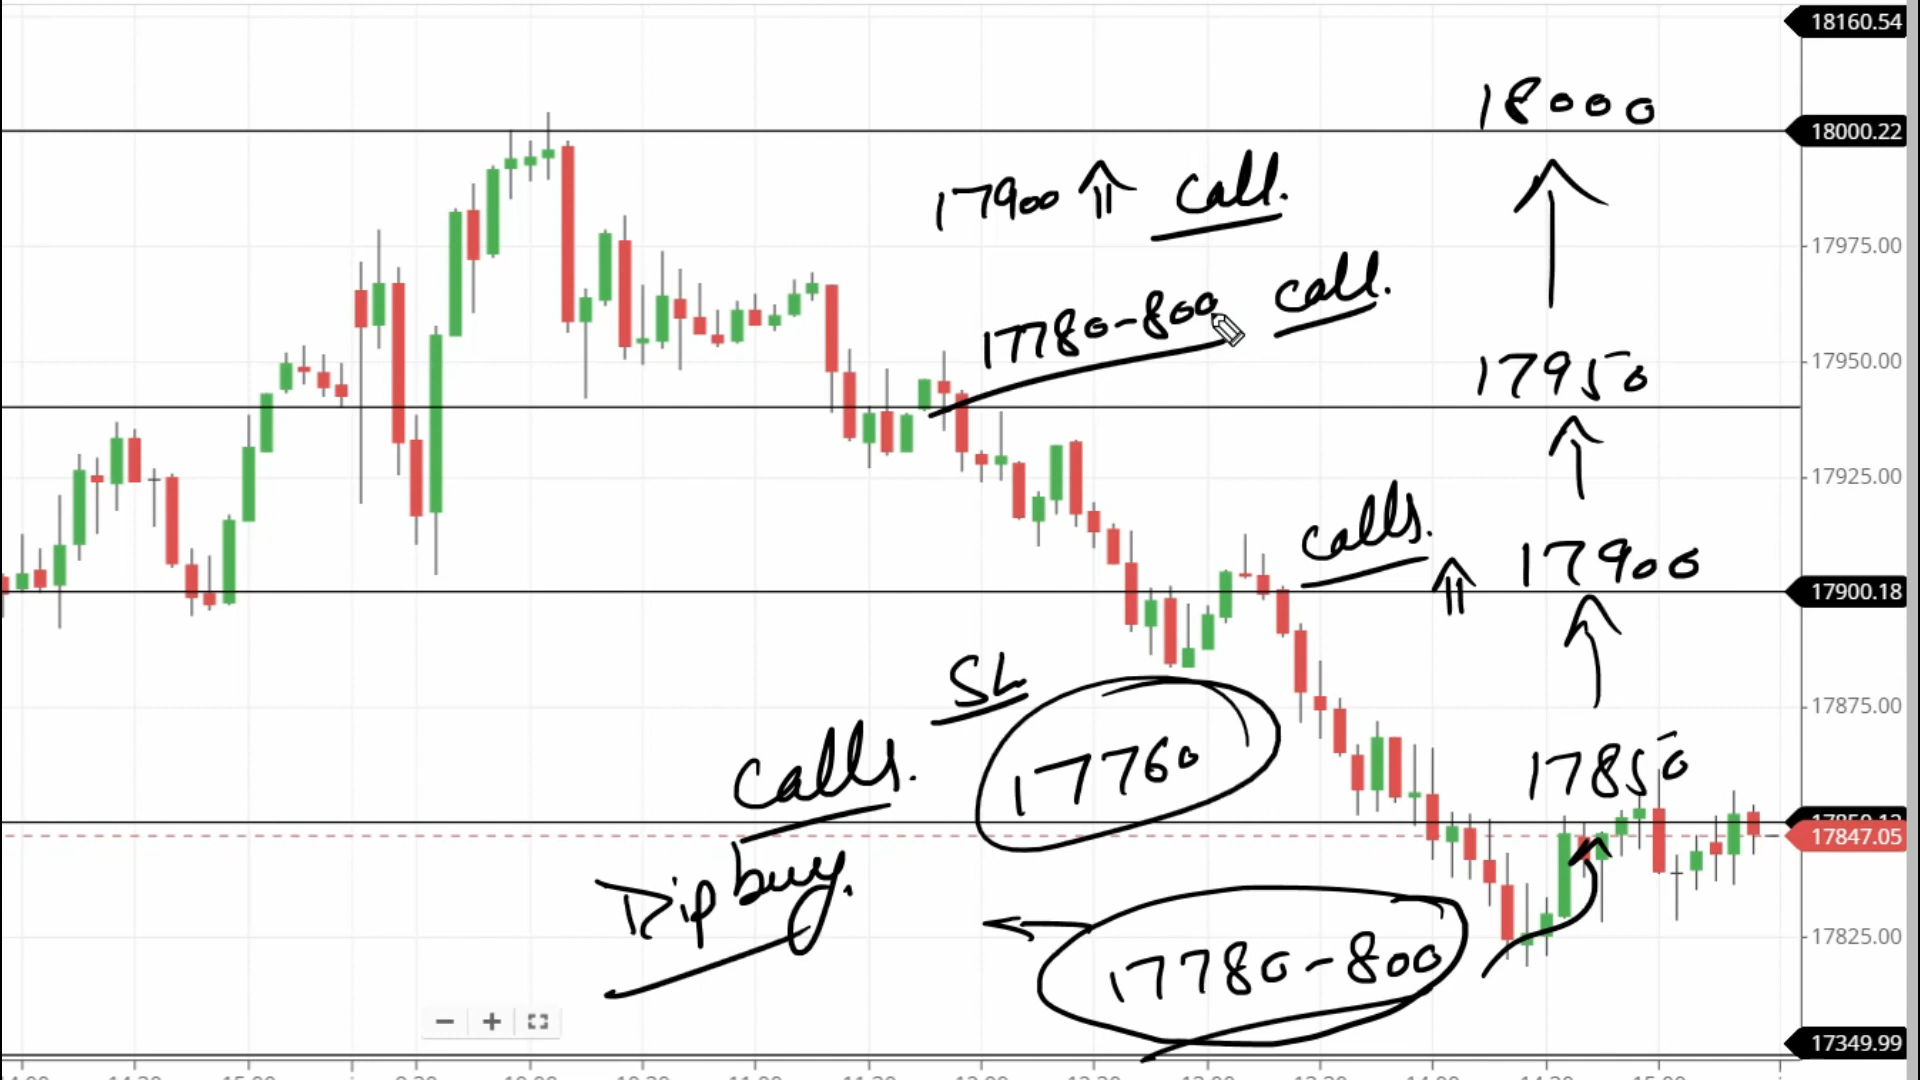 18160.54
18000
18000.22
17900 ⇑ call.
17975.00
17780-800 call.
17950
17950.00
17925.00
calls. ⇑ 17900
17900.18
SL
17875.00
17760
17850
calls.
17847.05
Dip buy.
17780-800
17825.00
17349.99